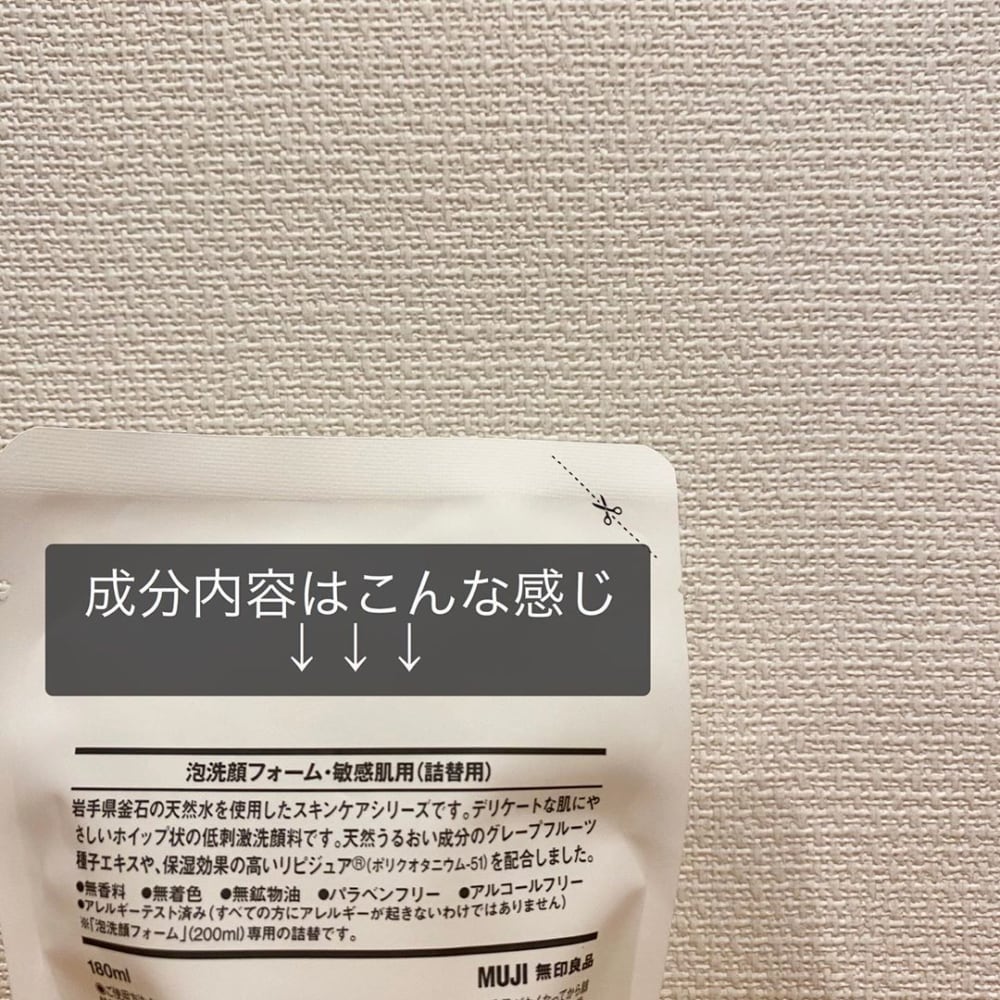 成分内容はこんな感じ
↓↓↓
泡洗顔フォーム・敏感肌用(詰替用)
岩手県釜石の天然水を使用したスキンケアシリーズです。デリケートな肌にや
さしいホイップ状の低刺激洗顔料です。天然うるおい成分のグレープフルーツ
種子エキスや、保湿効果の高いリピジュア®(ポリクオタニウム-51)を配合しました。
●無香料 ●無着色 ●無鉱物油 ●パラベンフリー ●アルコールフリー
●アレルギーテスト済み(すべての方にアレルギーが起きないわけではありません)
※「泡洗顔フォーム」(200ml)専用の詰替です。
180ml MUJI 無印良品